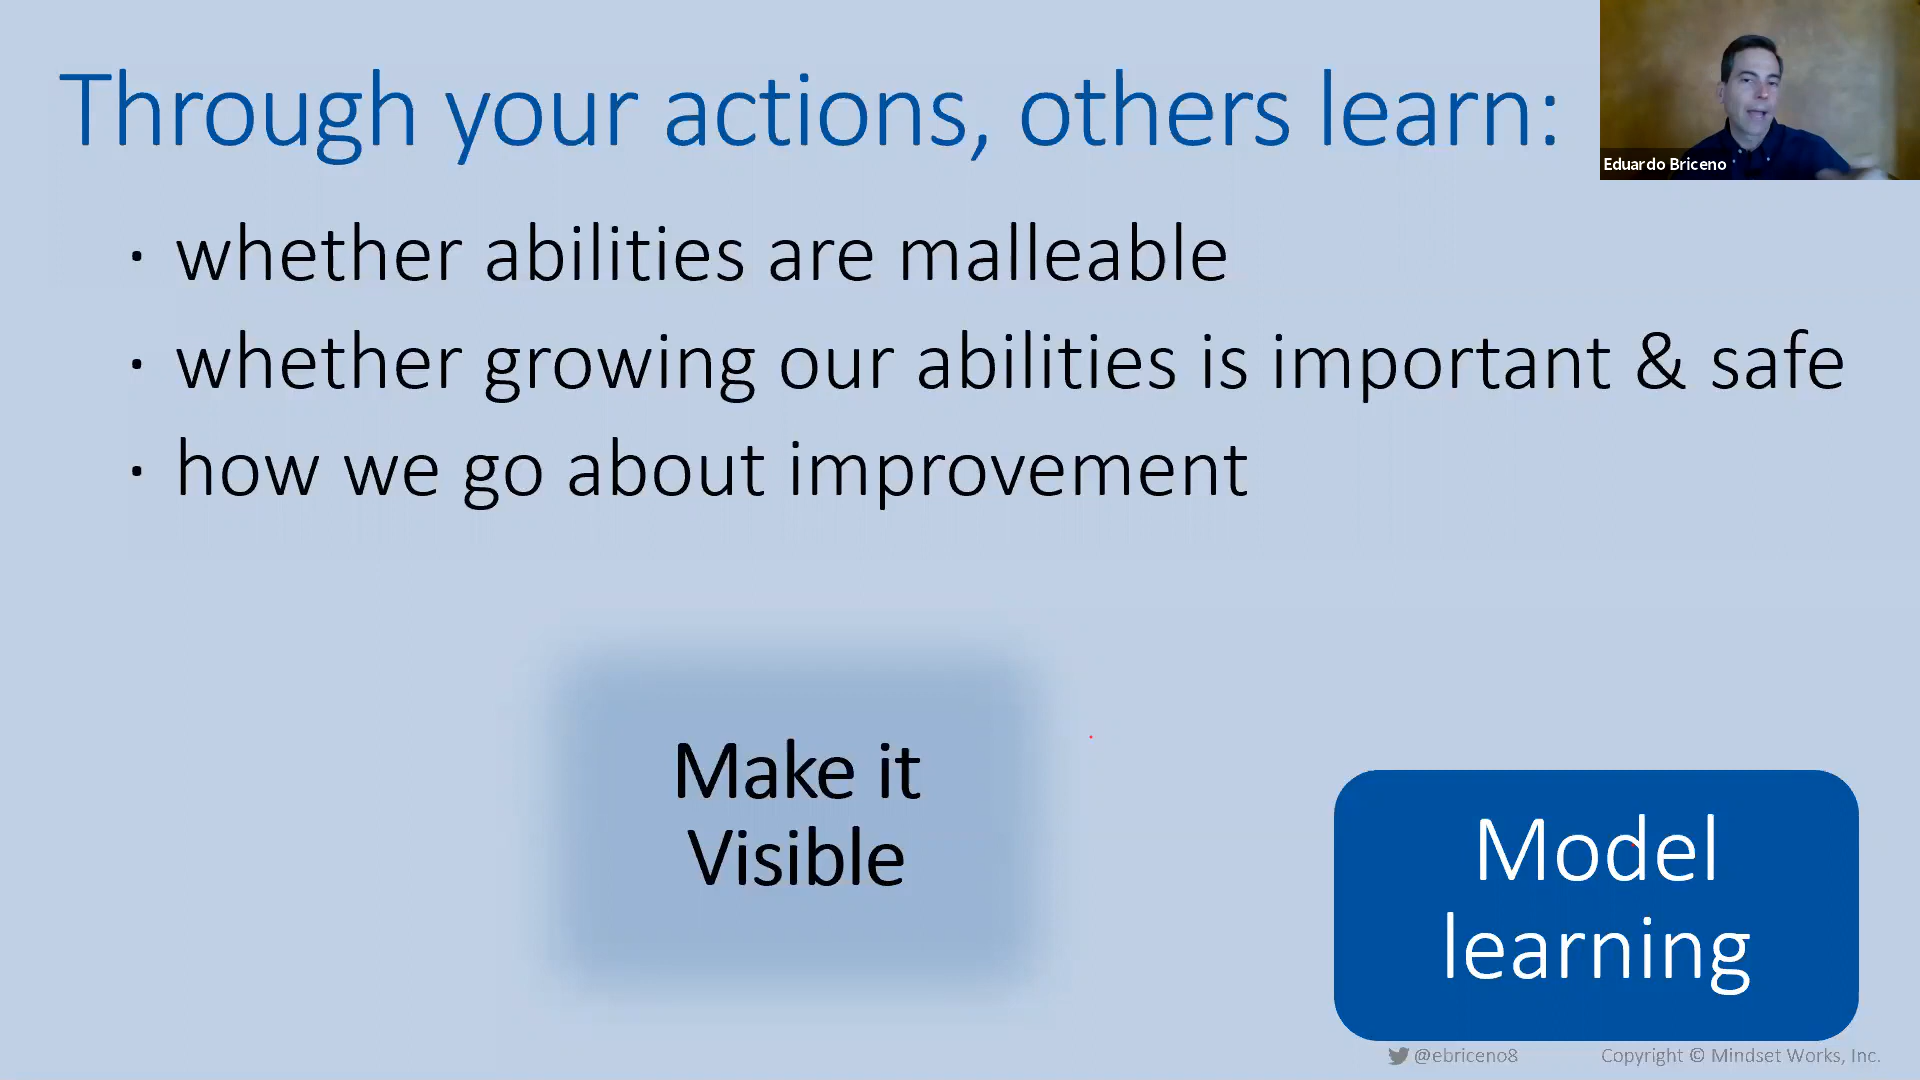 Through your actions, others learn:
Eduardo Briceno
· whether abilities are malleable
· whether growing our abilities is important & safe
· how we go about improvement
Make it
Visible
Model
learning
@ebriceno8
Copyright © Mindset Works, Inc.